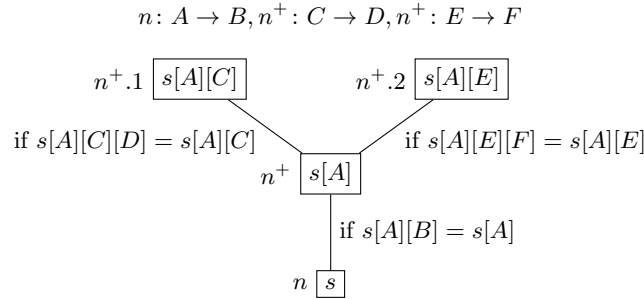 n: A → B, n⁺: C → D, n⁺: E → F
n⁺.1 s[A][C] n⁺.2 s[A][E]
if s[A][C][D] = s[A][C] if s[A][E][F] = s[A][E]
n⁺ s[A]
if s[A][B] = s[A]
n s